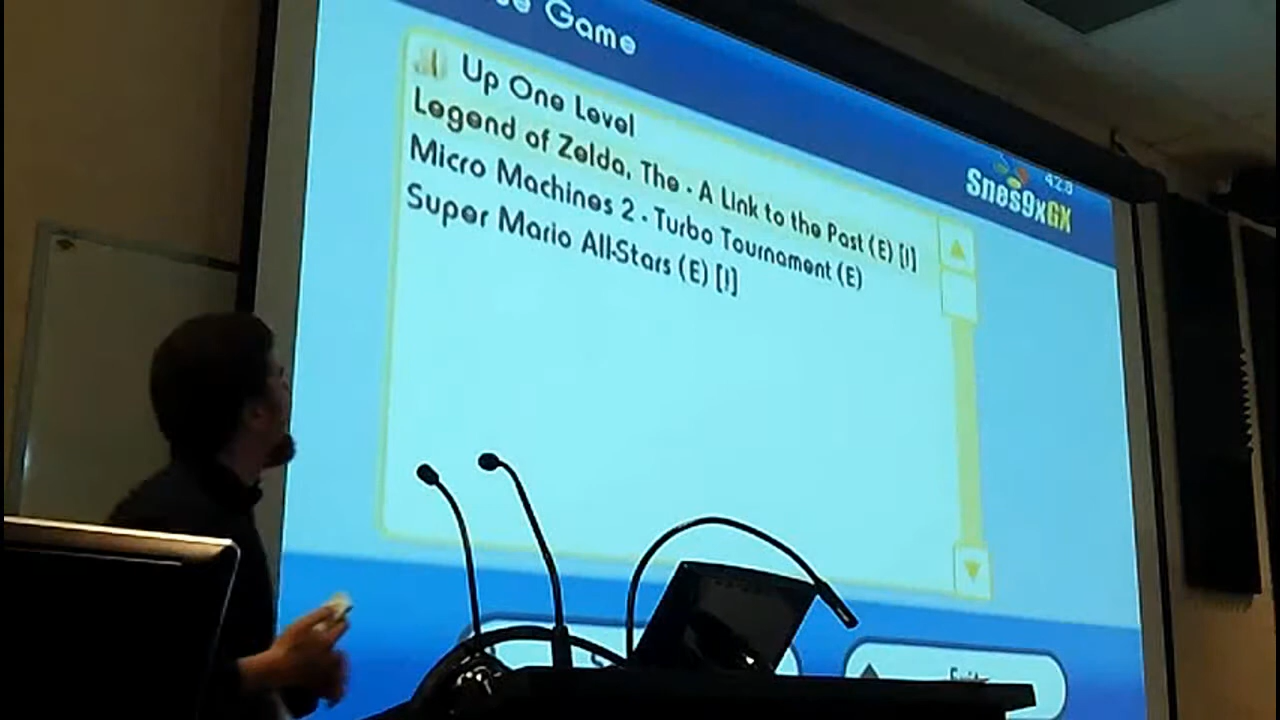 Game
Up One Level
Legend of Zelda, The - A Link to the Past (E) [!]
Micro Machines 2 - Turbo Tournament (E)
Super Mario All-Stars (E) [!]
Snes9xGX
Exit